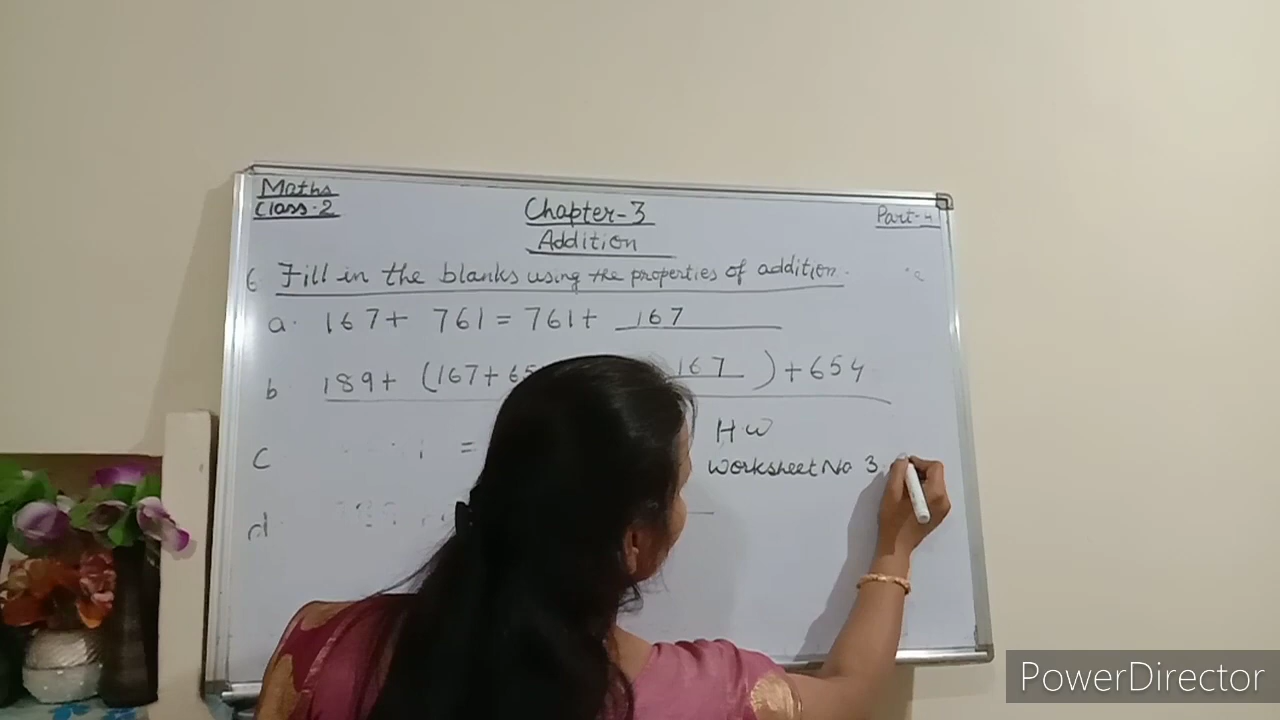 Maths
Class-2
Chapter-3
Part-4
Addition
6 Fill in the blanks using the properties of addition.
a. 167+ 761 = 761+ 167
b 189+ (167+ 65 167 ) + 654
c =
H W
Worksheet No 3
d
PowerDirector